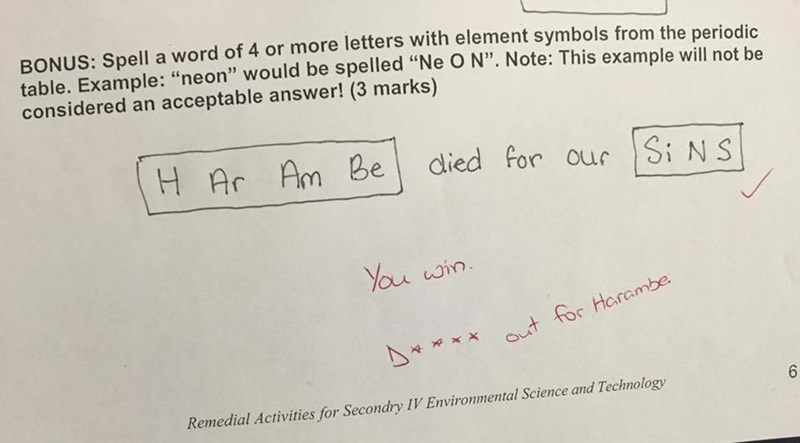 BONUS: Spell a word of 4 or more letters with element symbols from the periodic
table. Example: “neon” would be spelled “Ne O N”. Note: This example will not be
considered an acceptable answer! (3 marks)
H Ar Am Be died for our Si N S
You win.
D**** out for Harambe.
Remedial Activities for Secondry IV Environmental Science and Technology
6